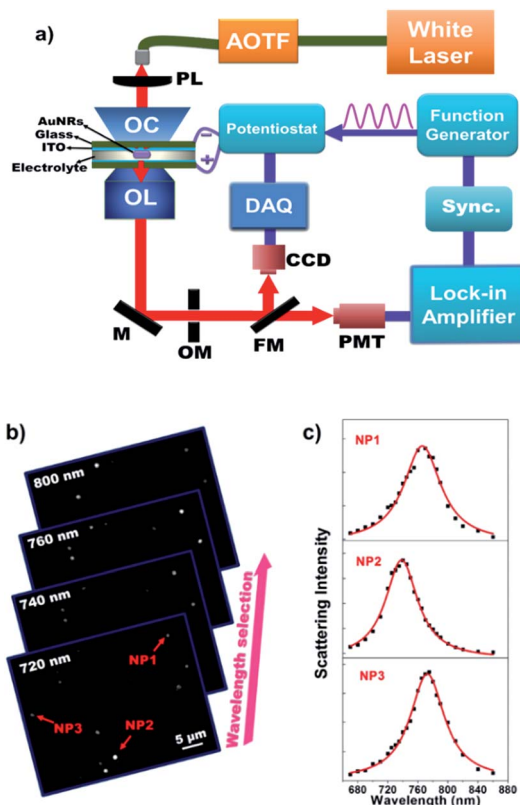 a)
AOTF
White
Laser
PL
AuNRs
Glass
ITO
Electrolyte
OC
OL
−
+
Potentiostat
Function
Generator
DAQ
Sync.
CCD
Lock-in
Amplifier
M
OM
FM
PMT
b)
800 nm
760 nm
740 nm
720 nm
NP1
NP3
NP2
5 µm
Wavelength selection
c)
NP1
NP2
NP3
Scattering Intensity
680 720 760 800 840 880
Wavelength (nm)